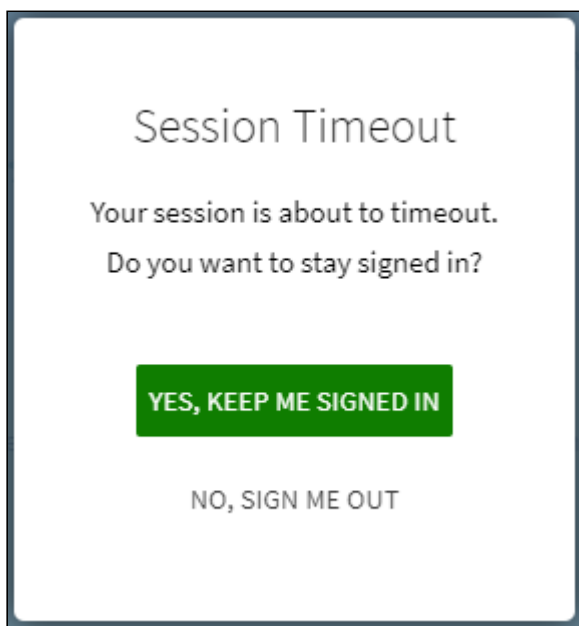 Session Timeout
Your session is about to timeout.
Do you want to stay signed in?
YES, KEEP ME SIGNED IN
NO, SIGN ME OUT